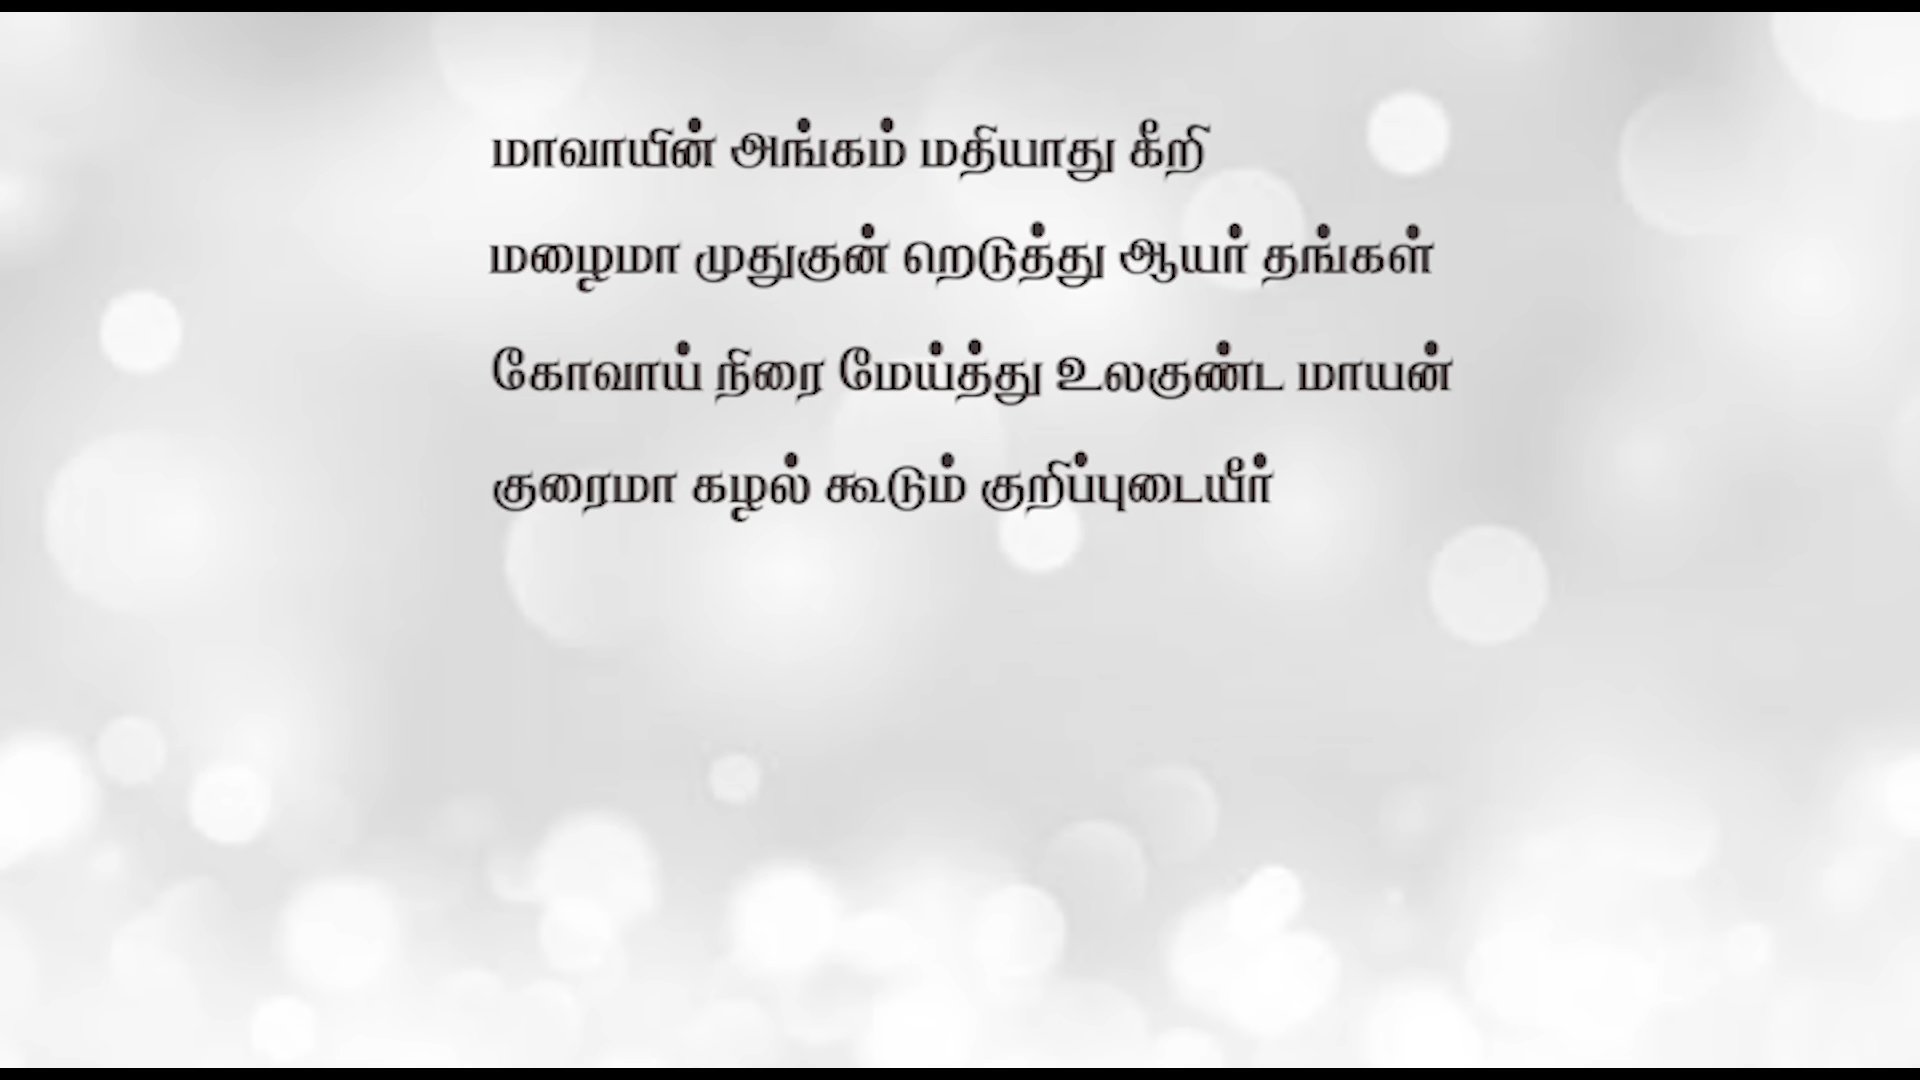 மாவாயின் அங்கம் மதியாது கீறி
மழைமா முதுகுன் றெடுத்து ஆயர் தங்கள்
கோவாய் நிரை மேய்த்து உலகுண்ட மாயன்
குரைமா கழல் கூடும் குறிப்புடையீர்